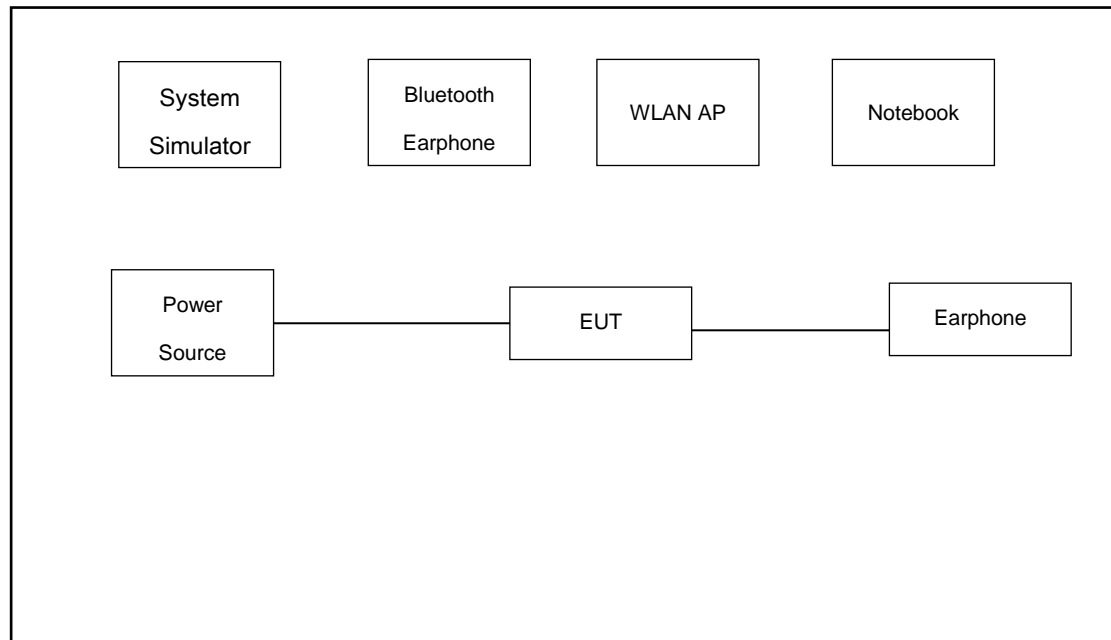 System
Simulator
Bluetooth
Earphone
WLAN AP
Notebook
Power
Source
EUT
Earphone